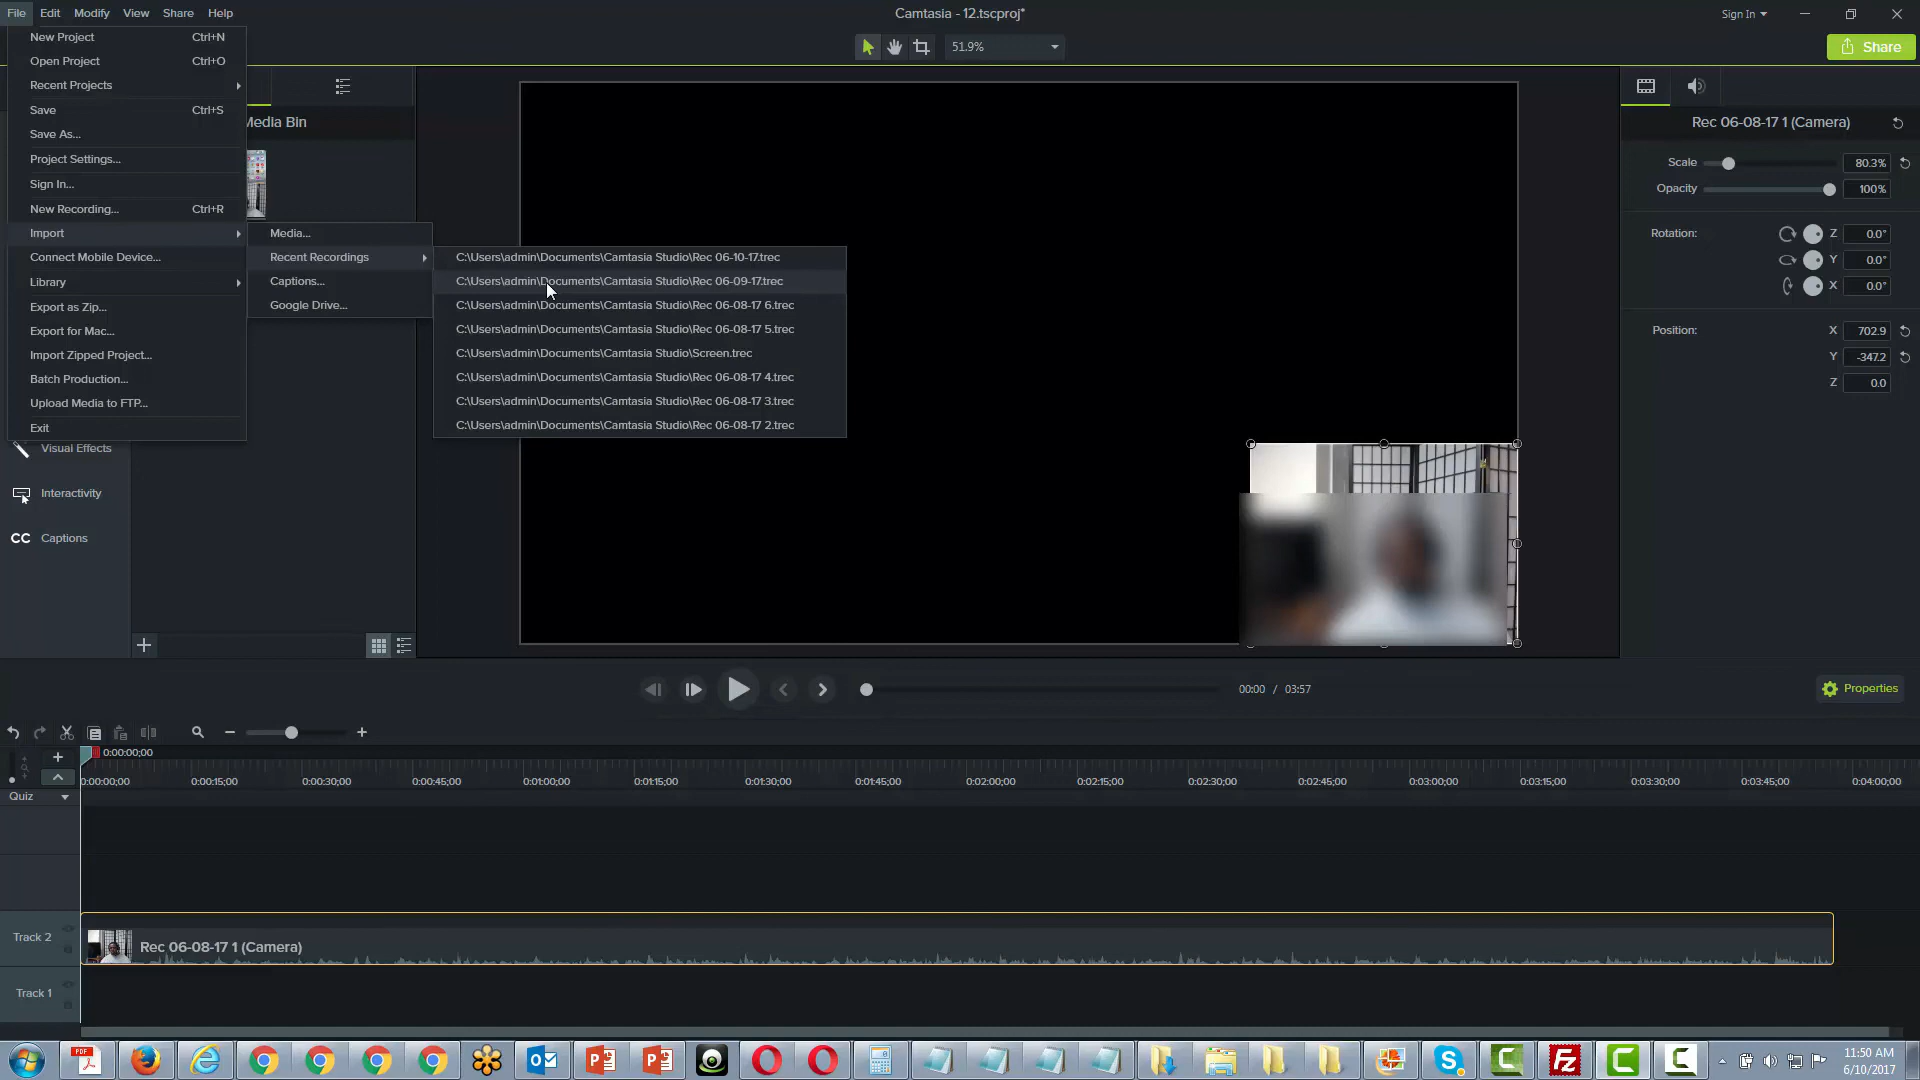 File Edit Modify View Share Help
Camtasia - 12.tscproj*
Sign In
51.9%
Share
New Project Ctrl+N
Open Project Ctrl+O
Recent Projects
Save Ctrl+S
Save As...
Project Settings...
Sign In...
New Recording... Ctrl+R
Import
Connect Mobile Device...
Library
Export as Zip...
Export for Mac...
Import Zipped Project...
Batch Production...
Upload Media to FTP...
Exit
Media Bin
Media...
Recent Recordings
Captions...
Google Drive...
C:\Users\admin\Documents\Camtasia Studio\Rec 06-10-17.trec
C:\Users\admin\Documents\Camtasia Studio\Rec 06-09-17.trec
C:\Users\admin\Documents\Camtasia Studio\Rec 06-08-17 6.trec
C:\Users\admin\Documents\Camtasia Studio\Rec 06-08-17 5.trec
C:\Users\admin\Documents\Camtasia Studio\Screen.trec
C:\Users\admin\Documents\Camtasia Studio\Rec 06-08-17 4.trec
C:\Users\admin\Documents\Camtasia Studio\Rec 06-08-17 3.trec
C:\Users\admin\Documents\Camtasia Studio\Rec 06-08-17 2.trec
Visual Effects
Interactivity
CC Captions
Rec 06-08-17 1 (Camera)
Scale 80.3%
Opacity 100%
Rotation: Z 0.0°
Y 0.0°
X 0.0°
Position: X 702.9
Y -347.2
Z 0.0
00:00 / 03:57
Properties
0:00:00;00
0:00:00;00 0:00:15;00 0:00:30;00 0:00:45;00 0:01:00;00 0:01:15;00 0:01:30;00 0:01:45;00 0:02:00;00 0:02:15;00 0:02:30;00 0:02:45;00 0:03:00;00 0:03:15;00 0:03:30;00 0:03:45;00 0:04:00;00
Quiz
Track 2
Rec 06-08-17 1 (Camera)
Track 1
PDF
11:50 AM
6/10/2017